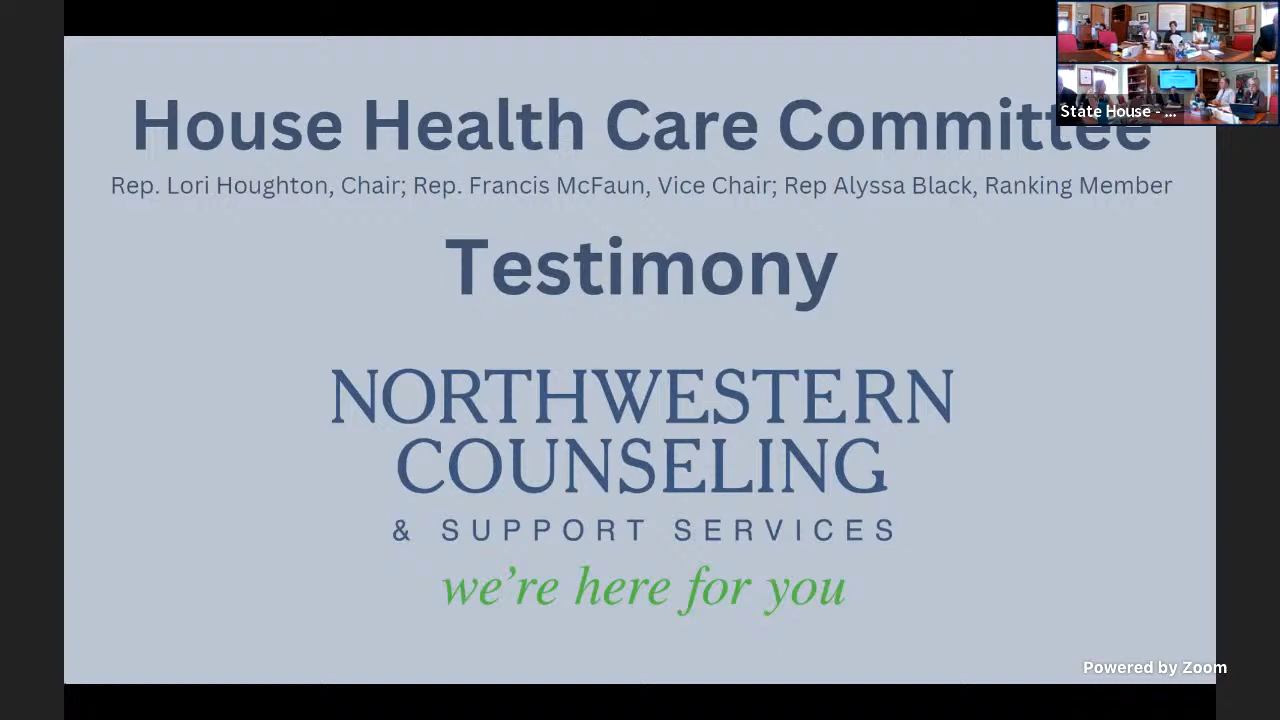 House Health Care Committee
Rep. Lori Houghton, Chair; Rep. Francis McFaun, Vice Chair; Rep Alyssa Black, Ranking Member
Testimony
NORTHWESTERN
COUNSELING
& SUPPORT SERVICES
we're here for you
State House - ...
Powered by Zoom